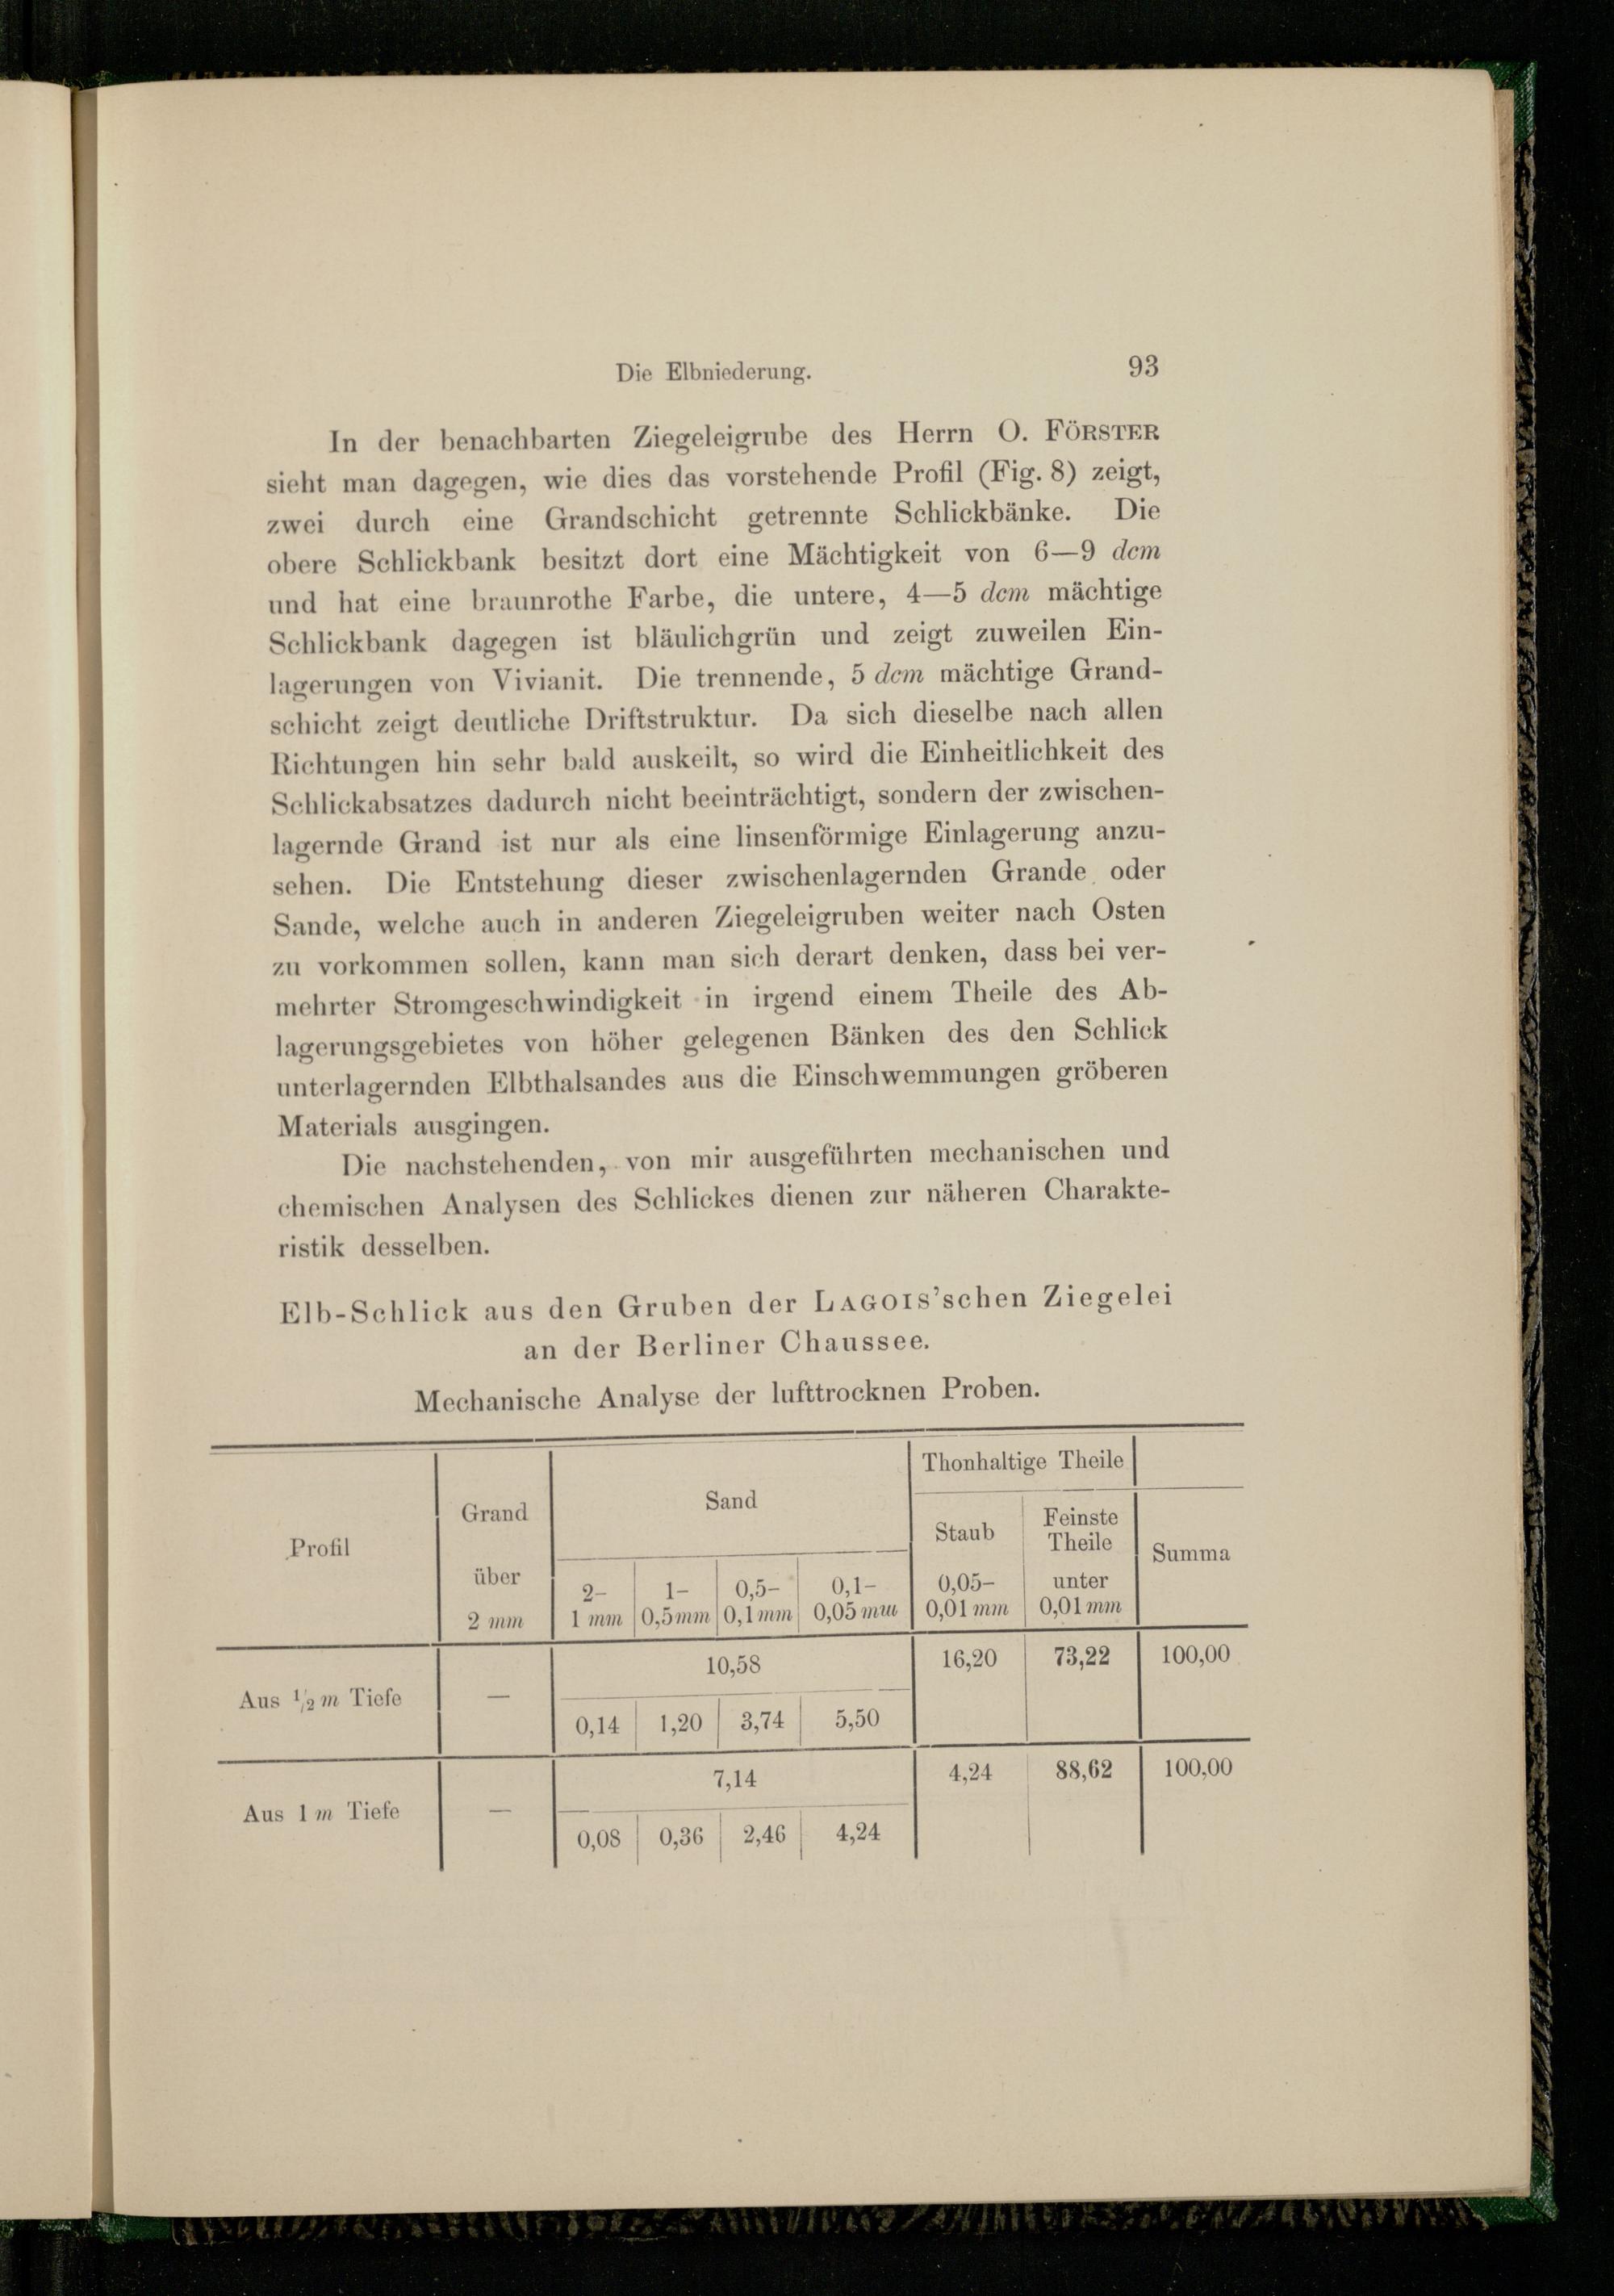 Die Elbniederung. 93
In der benachbarten Ziegeleigrube des Herrn O. FÖRSTER
sieht man dagegen, wie dies das vorstehende Profil (Fig. 8) zeigt,
zwei durch eine Grandschicht getrennte Schlickbänke. Die
obere Schlickbank besitzt dort eine Mächtigkeit von 6—9 dcm
und hat eine braunrothe Farbe, die untere, 4—5 dcm mächtige
Schlickbank dagegen ist bläulichgrün und zeigt zuweilen Ein-
lagerungen von Vivianit. Die trennende, 5 dcm mächtige Grand-
schicht zeigt deutliche Driftstruktur. Da sich dieselbe nach allen
Richtungen hin sehr bald auskeilt, so wird die Einheitlichkeit des
Schlickabsatzes dadurch nicht beeinträchtigt, sondern der zwischen-
lagernde Grand ist nur als eine linsenförmige Einlagerung anzu-
sehen. Die Entstehung dieser zwischenlagernden Grande oder
Sande, welche auch in anderen Ziegeleigruben weiter nach Osten
zu vorkommen sollen, kann man sich derart denken, dass bei ver-
mehrter Stromgeschwindigkeit in irgend einem Theile des Ab-
lagerungsgebietes von höher gelegenen Bänken des den Schlick
unterlagernden Elbthalsandes aus die Einschwemmungen gröberen
Materials ausgingen.
Die nachstehenden, von mir ausgeführten mechanischen und
chemischen Analysen des Schlickes dienen zur näheren Charakte-
ristik desselben.
Elb-Schlick aus den Gruben der LAGOIS'schen Ziegelei
an der Berliner Chaussee.
Mechanische Analyse der lufttrocknen Proben.
Thonhaltige Theile
Profil Grand Sand Staub Feinste Theile Summa
über 2 mm 2– 1 mm 1– 0,5 mm 0,5– 0,1 mm 0,1– 0,05 mm 0,05– 0,01 mm unter 0,01 mm
10,58 16,20 73,22 100,00
Aus 1/2 m Tiefe —
0,14 1,20 3,74 5,50
7,14 4,24 88,62 100,00
Aus 1 m Tiefe —
0,08 0,36 2,46 4,24